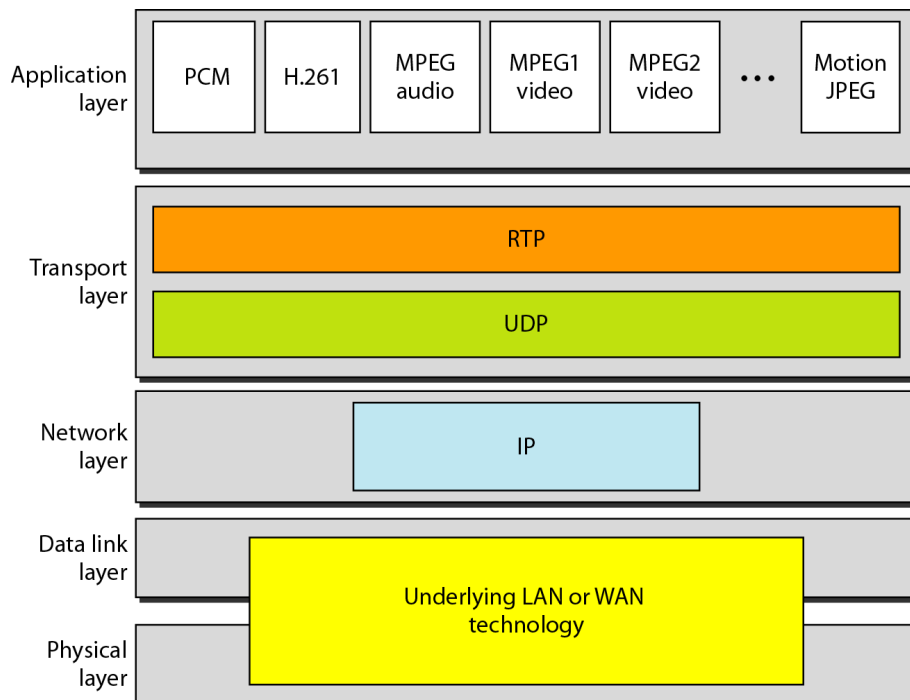 Application
layer
PCM
H.261
MPEG
audio
MPEG1
video
MPEG2
video
...
Motion
JPEG
Transport
layer
RTP
UDP
Network
layer
IP
Data link
layer
Underlying LAN or WAN
technology
Physical
layer